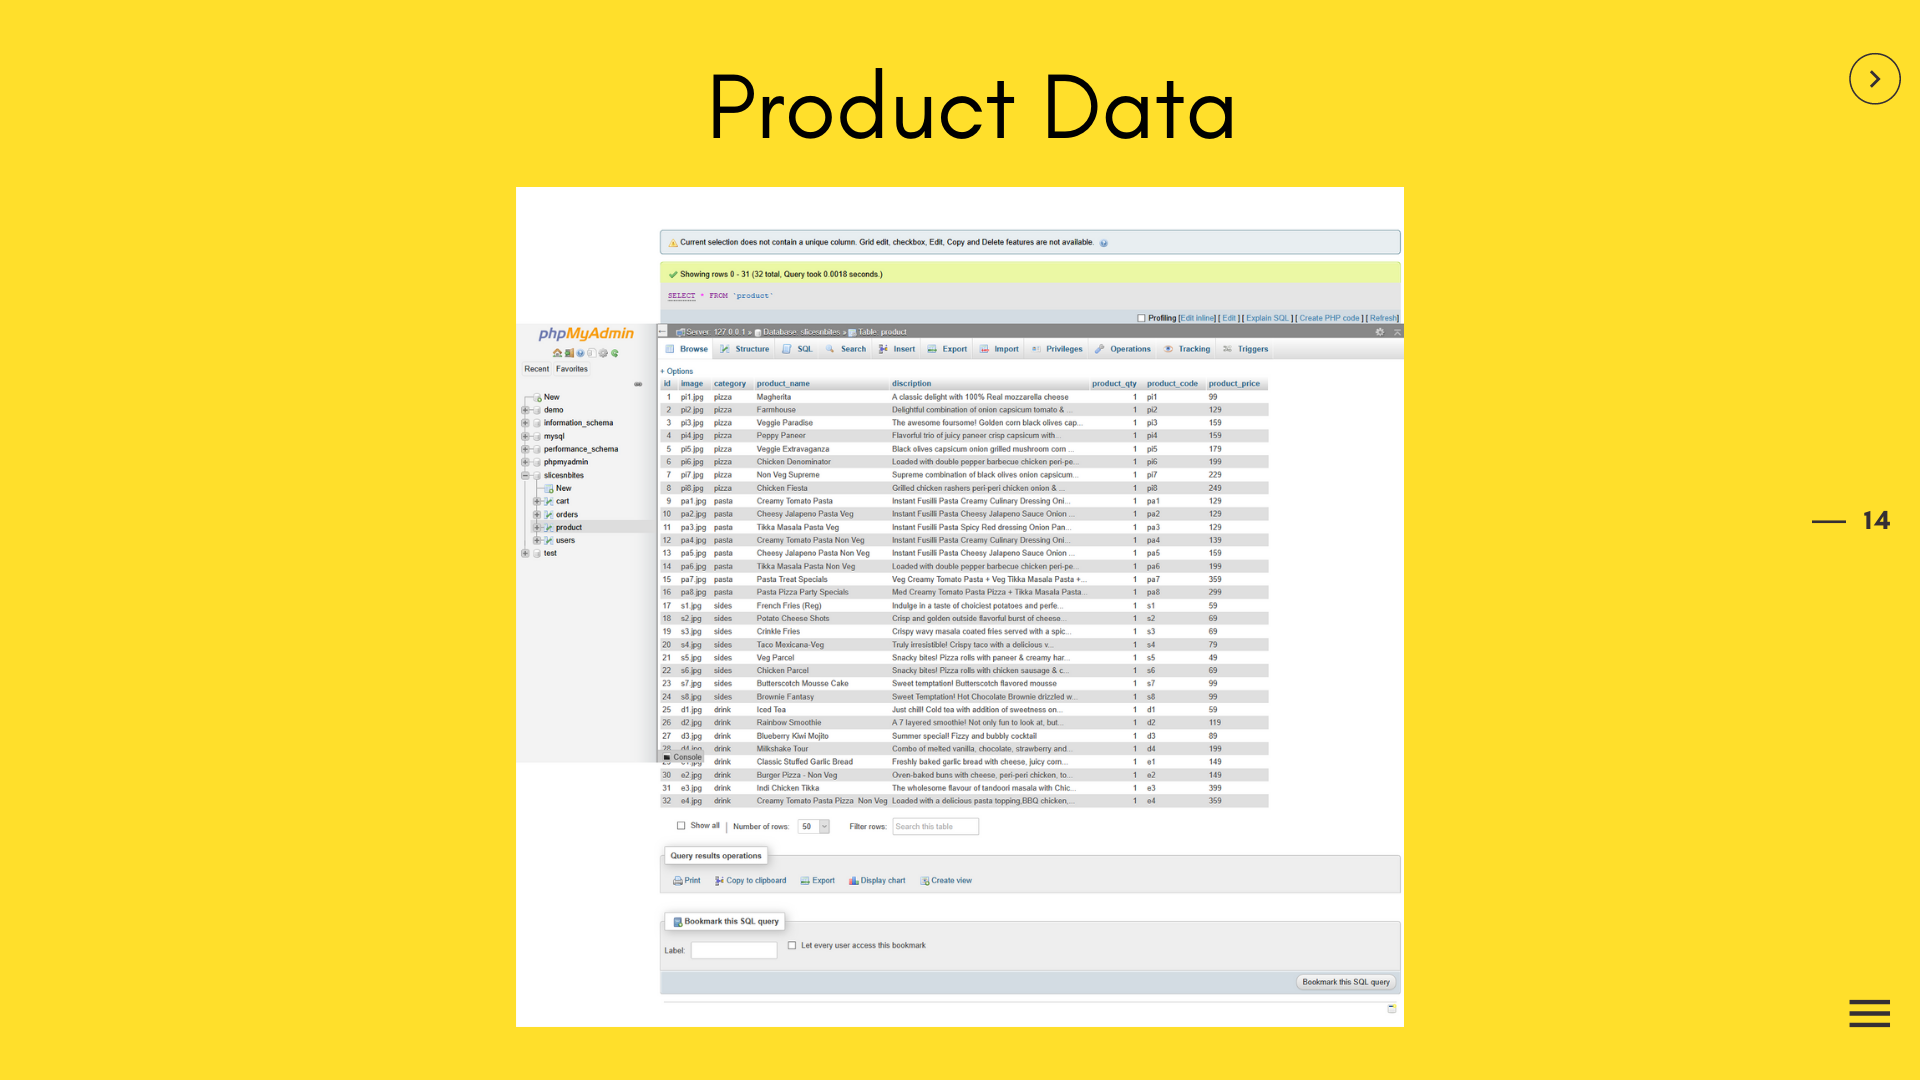 Product Data
Current selection does not contain a unique column. Grid edit, checkbox, Edit, Copy and Delete features are not available.
Showing rows 0 - 31 (32 total, Query took 0.0018 seconds.)
SELECT * FROM `product`
Profiling [Edit inline] [ Edit ] [ Explain SQL ] [ Create PHP code ] [ Refresh]
phpMyAdmin
Server: 127.0.0.1 » Database: slicesnbites » Table: product
Browse Structure SQL Search Insert Export Import Privileges Operations Tracking Triggers
Recent Favorites
New
demo
information_schema
mysql
performance_schema
phpmyadmin
slicesnbites
New
cart
orders
product
users
test
+ Options
id image category product_name discription product_qty product_code product_price
1 pi1.jpg pizza Magherita A classic delight with 100% Real mozzarella cheese 1 pi1 99
2 pi2.jpg pizza Farmhouse Delightful combination of onion capsicum tomato & ... 1 pi2 129
3 pi3.jpg pizza Veggie Paradise The awesome foursome! Golden corn black olives cap... 1 pi3 159
4 pi4.jpg pizza Peppy Paneer Flavorful trio of juicy paneer crisp capsicum with... 1 pi4 159
5 pi5.jpg pizza Veggie Extravaganza Black olives capsicum onion grilled mushroom corn ... 1 pi5 179
6 pi6.jpg pizza Chicken Denominator Loaded with double pepper barbecue chicken peri-pe... 1 pi6 199
7 pi7.jpg pizza Non Veg Supreme Supreme combination of black olives onion capsicum... 1 pi7 229
8 pi8.jpg pizza Chicken Fiesta Grilled chicken rashers peri-peri chicken onion & ... 1 pi8 249
9 pa1.jpg pasta Creamy Tomato Pasta Instant Fusilli Pasta Creamy Culinary Dressing Oni... 1 pa1 129
10 pa2.jpg pasta Cheesy Jalapeno Pasta Veg Instant Fusilli Pasta Cheesy Jalapeno Sauce Onion ... 1 pa2 129
11 pa3.jpg pasta Tikka Masala Pasta Veg Instant Fusilli Pasta Spicy Red dressing Onion Pan... 1 pa3 129
12 pa4.jpg pasta Creamy Tomato Pasta Non Veg Instant Fusilli Pasta Creamy Culinary Dressing Oni... 1 pa4 139
13 pa5.jpg pasta Cheesy Jalapeno Pasta Non Veg Instant Fusilli Pasta Cheesy Jalapeno Sauce Onion ... 1 pa5 159
14 pa6.jpg pasta Tikka Masala Pasta Non Veg Loaded with double pepper barbecue chicken peri-pe... 1 pa6 199
15 pa7.jpg pasta Pasta Treat Specials Veg Creamy Tomato Pasta + Veg Tikka Masala Pasta +... 1 pa7 359
16 pa8.jpg pasta Pasta Pizza Party Specials Med Creamy Tomato Pasta Pizza + Tikka Masala Pasta... 1 pa8 299
17 s1.jpg sides French Fries (Reg) Indulge in a taste of choiciest potatoes and perfe... 1 s1 59
18 s2.jpg sides Potato Cheese Shots Crisp and golden outside flavorful burst of cheese... 1 s2 69
19 s3.jpg sides Crinkle Fries Crispy wavy masala coated fries served with a spic... 1 s3 69
20 s4.jpg sides Taco Mexicana-Veg Truly irresistible! Crispy taco with a delicious v... 1 s4 79
21 s5.jpg sides Veg Parcel Snacky bites! Pizza rolls with paneer & creamy har... 1 s5 49
22 s6.jpg sides Chicken Parcel Snacky bites! Pizza rolls with chicken sausage & c... 1 s6 69
23 s7.jpg sides Butterscotch Mousse Cake Sweet temptation! Butterscotch flavored mousse 1 s7 99
24 s8.jpg sides Brownie Fantasy Sweet Temptation! Hot Chocolate Brownie drizzled w... 1 s8 99
25 d1.jpg drink Iced Tea Just chill! Cold tea with addition of sweetness on... 1 d1 59
26 d2.jpg drink Rainbow Smoothie A 7 layered smoothie! Not only fun to look at, but... 1 d2 119
27 d3.jpg drink Blueberry Kiwi Mojito Summer special! Fizzy and bubbly cocktail 1 d3 89
28 d4.jpg drink Milkshake Tour Combo of melted vanilla, chocolate, strawberry and... 1 d4 199
Console
drink Classic Stuffed Garlic Bread Freshly baked garlic bread with cheese, juicy corn... 1 e1 149
30 e2.jpg drink Burger Pizza - Non Veg Oven-baked buns with cheese, peri-peri chicken, to... 1 e2 149
31 e3.jpg drink Indi Chicken Tikka The wholesome flavour of tandoori masala with Chic... 1 e3 399
32 e4.jpg drink Creamy Tomato Pasta Pizza Non Veg Loaded with a delicious pasta topping,BBQ chicken,... 1 e4 359
Show all Number of rows: 50 Filter rows: Search this table
Query results operations
Print Copy to clipboard Export Display chart Create view
Bookmark this SQL query
Label: Let every user access this bookmark
Bookmark this SQL query
14